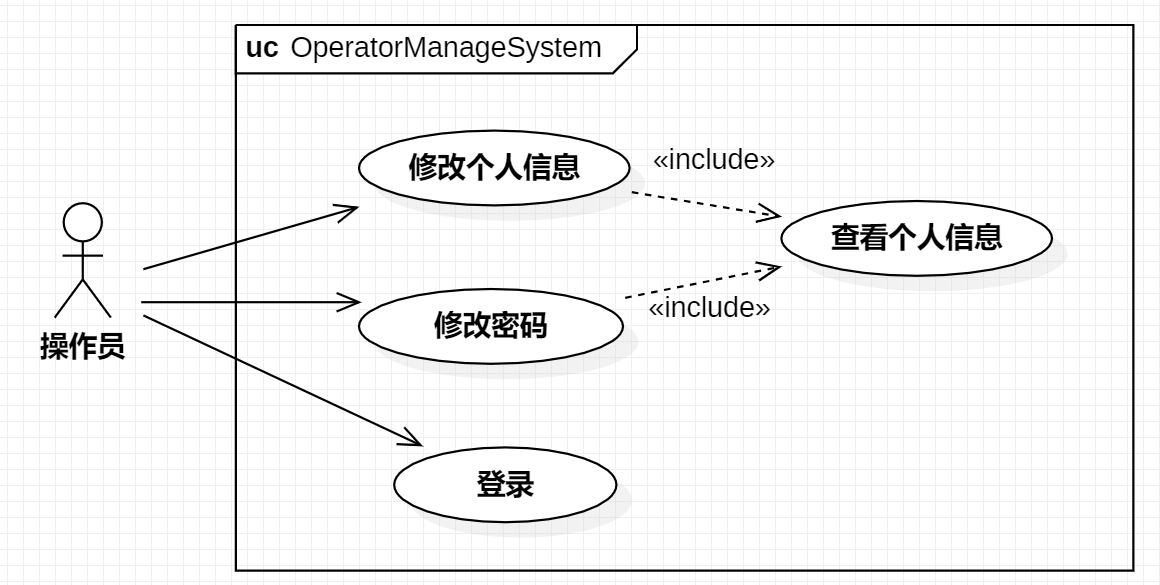 uc OperatorManageSystem
修改个人信息
«include»
查看个人信息
修改密码
«include»
操作员
登录